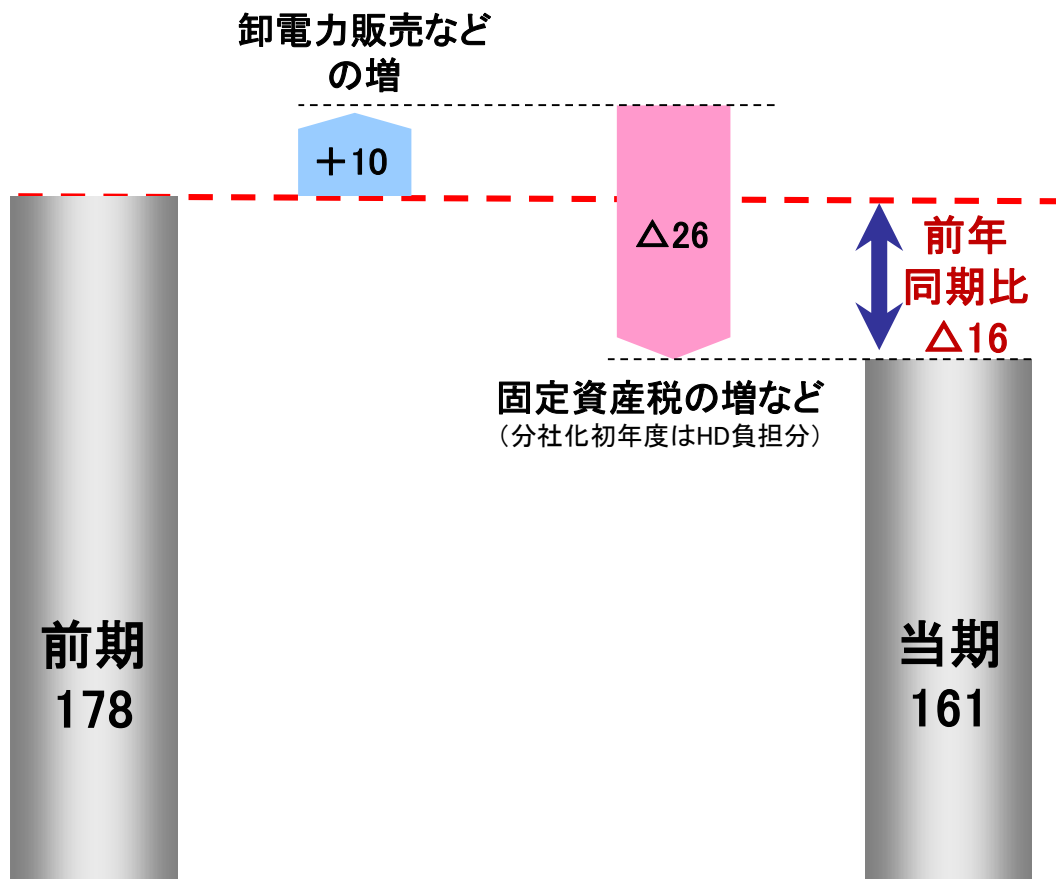 卸電力販売など
の増
＋10
△26
前年
同期比
△16
固定資産税の増など
（分社化初年度はHD負担分）
前期
178
当期
161